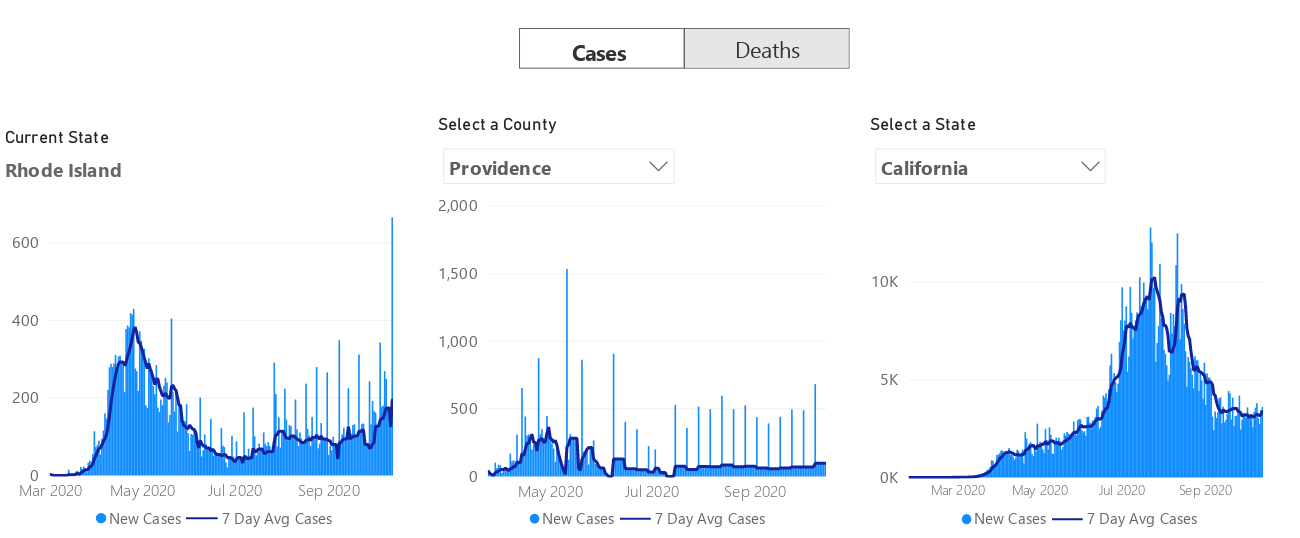 Cases Deaths
Current State
Rhode Island
600
400
200
0
Mar 2020 May 2020 Jul 2020 Sep 2020
New Cases 7 Day Avg Cases
Select a County
Providence
2,000
1,500
1,000
500
0
May 2020 Jul 2020 Sep 2020
New Cases 7 Day Avg Cases
Select a State
California
10K
5K
0K
Mar 2020 May 2020 Jul 2020 Sep 2020
New Cases 7 Day Avg Cases